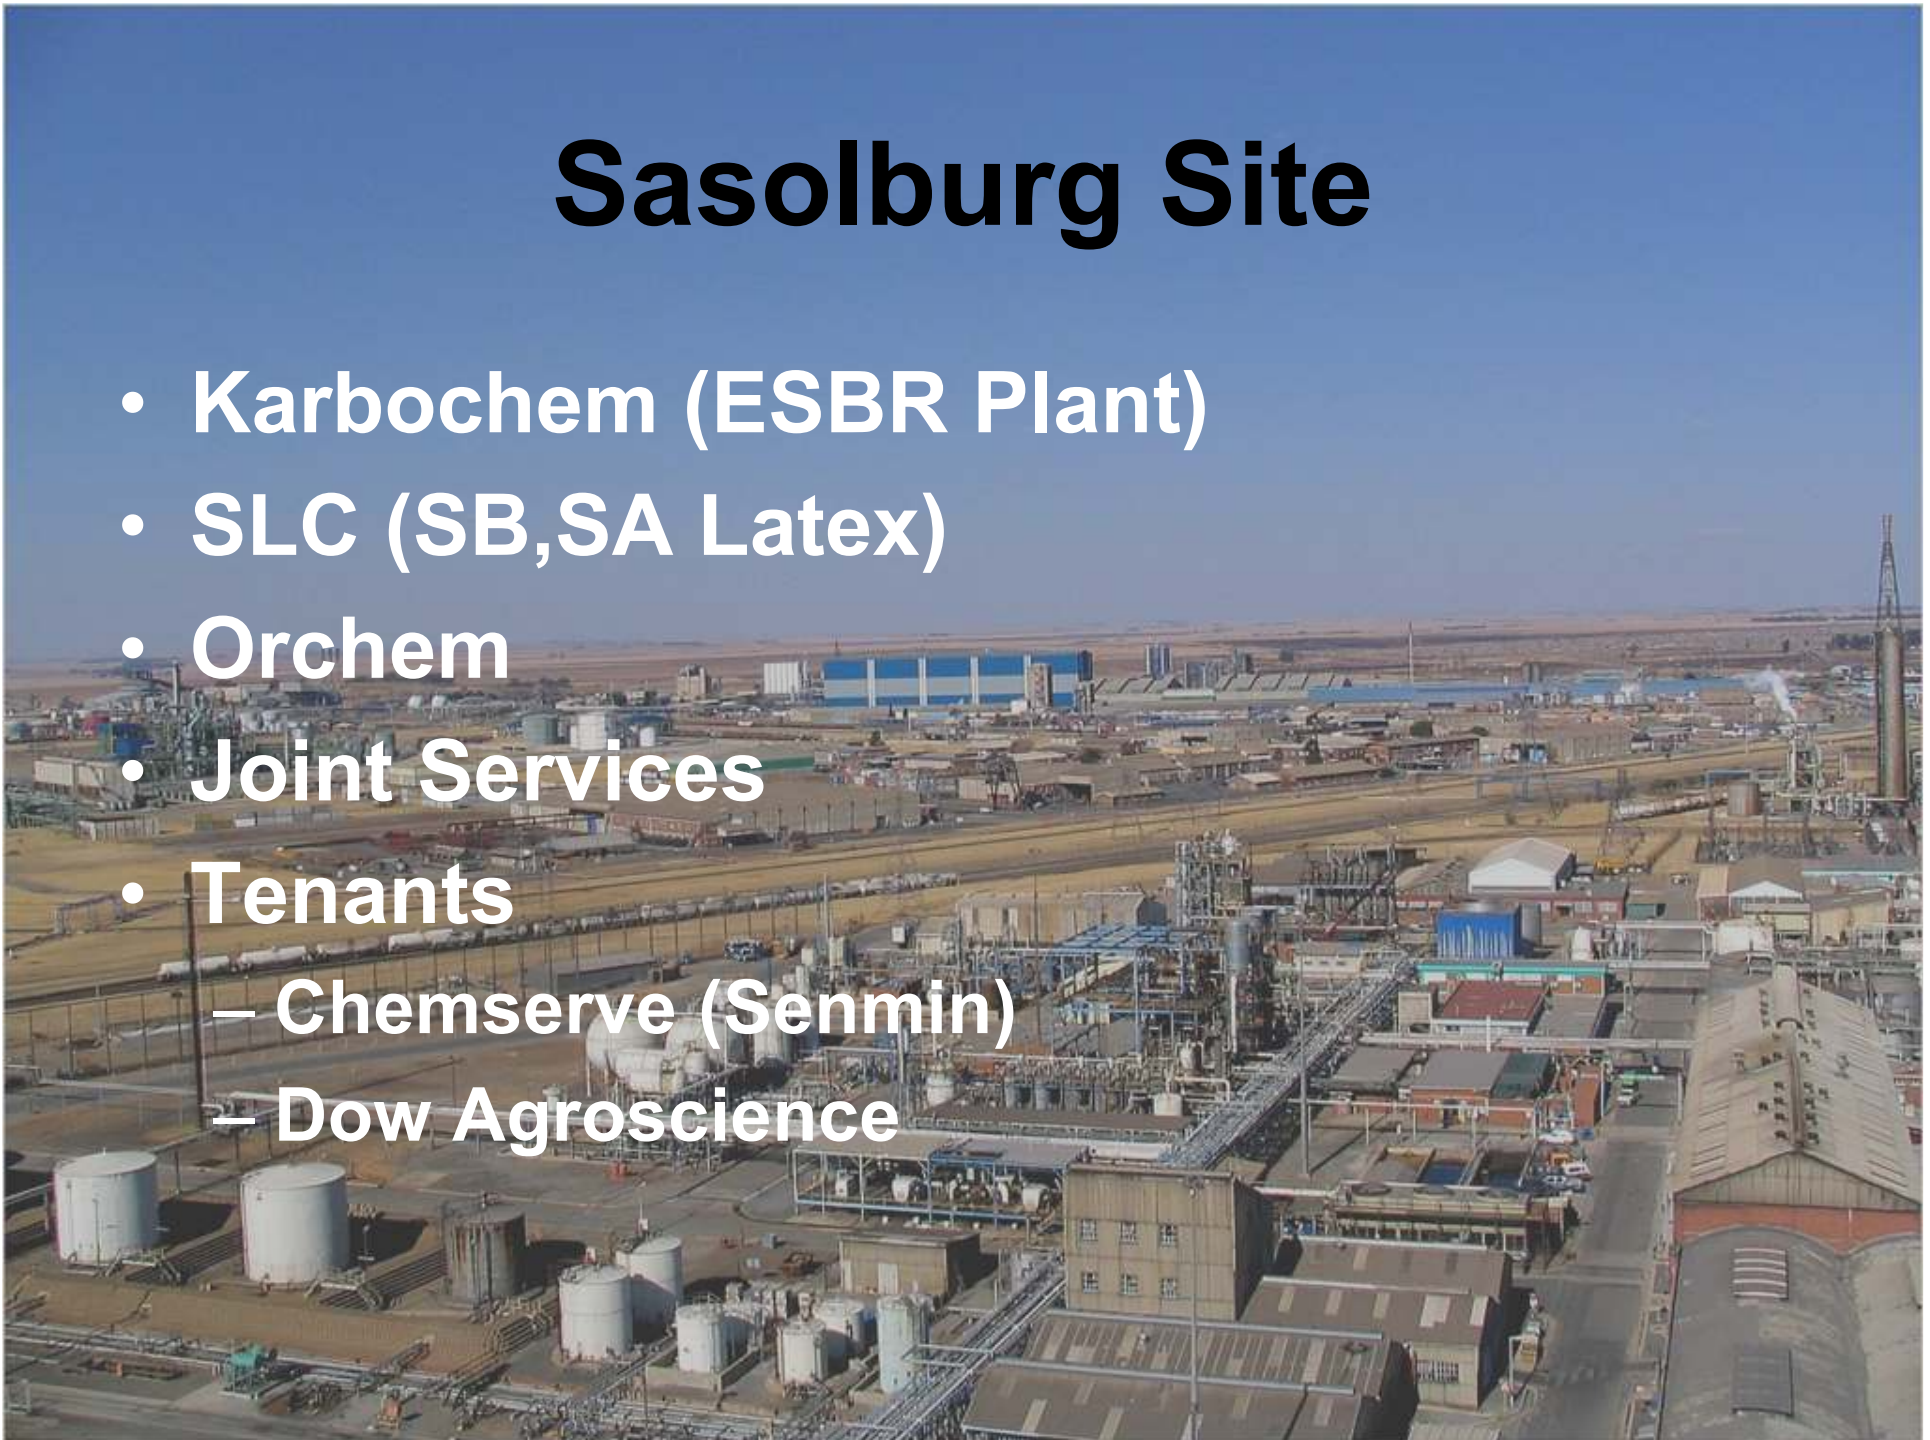 Sasolburg Site
• Karbochem (ESBR Plant)
• SLC (SB,SA Latex)
• Orchem
• Joint Services
• Tenants
– Chemserve (Senmin)
– Dow Agroscience